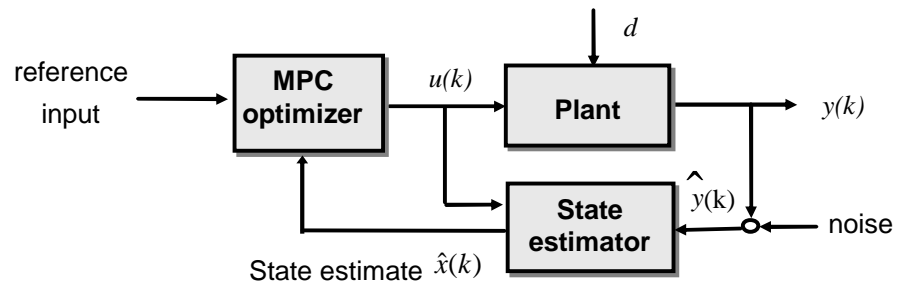 d
reference
input
MPC
optimizer
u(k)
Plant
y(k)
ŷ(k)
State
estimator
noise
State estimate x̂(k)